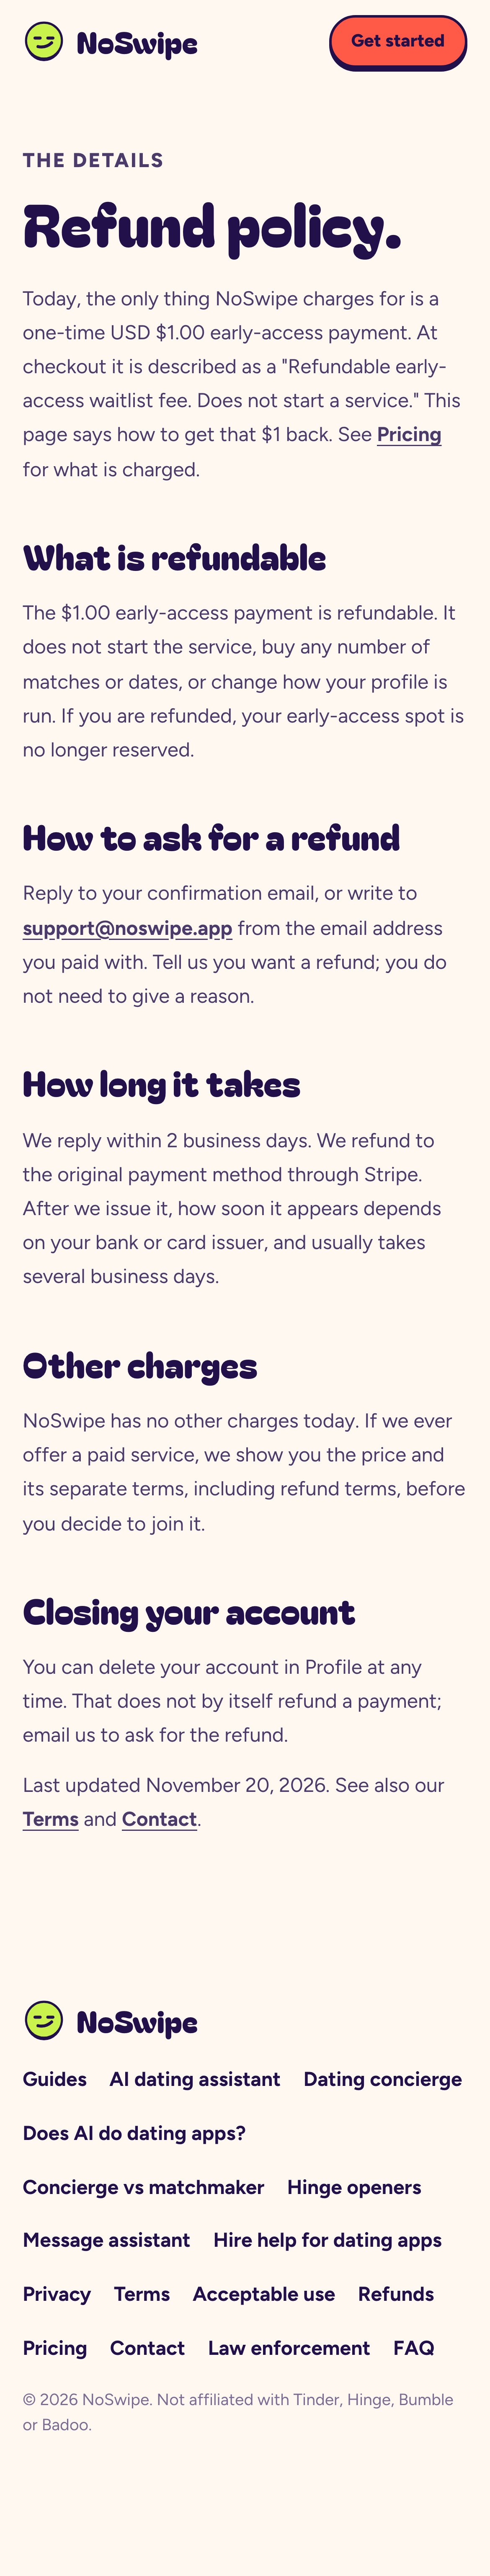 NoSwipe
Get started
THE DETAILS
Refund policy.
Today, the only thing NoSwipe charges for is a
one-time USD $1.00 early-access payment. At
checkout it is described as a "Refundable early-
access waitlist fee. Does not start a service." This
page says how to get that $1 back. See Pricing
for what is charged.
What is refundable
The $1.00 early-access payment is refundable. It
does not start the service, buy any number of
matches or dates, or change how your profile is
run. If you are refunded, your early-access spot is
no longer reserved.
How to ask for a refund
Reply to your confirmation email, or write to
support@noswipe.app from the email address
you paid with. Tell us you want a refund; you do
not need to give a reason.
How long it takes
We reply within 2 business days. We refund to
the original payment method through Stripe.
After we issue it, how soon it appears depends
on your bank or card issuer, and usually takes
several business days.
Other charges
NoSwipe has no other charges today. If we ever
offer a paid service, we show you the price and
its separate terms, including refund terms, before
you decide to join it.
Closing your account
You can delete your account in Profile at any
time. That does not by itself refund a payment;
email us to ask for the refund.
Last updated November 20, 2026. See also our
Terms and Contact.
NoSwipe
Guides AI dating assistant Dating concierge
Does AI do dating apps?
Concierge vs matchmaker Hinge openers
Message assistant Hire help for dating apps
Privacy Terms Acceptable use Refunds
Pricing Contact Law enforcement FAQ
© 2026 NoSwipe. Not affiliated with Tinder, Hinge, Bumble
or Badoo.